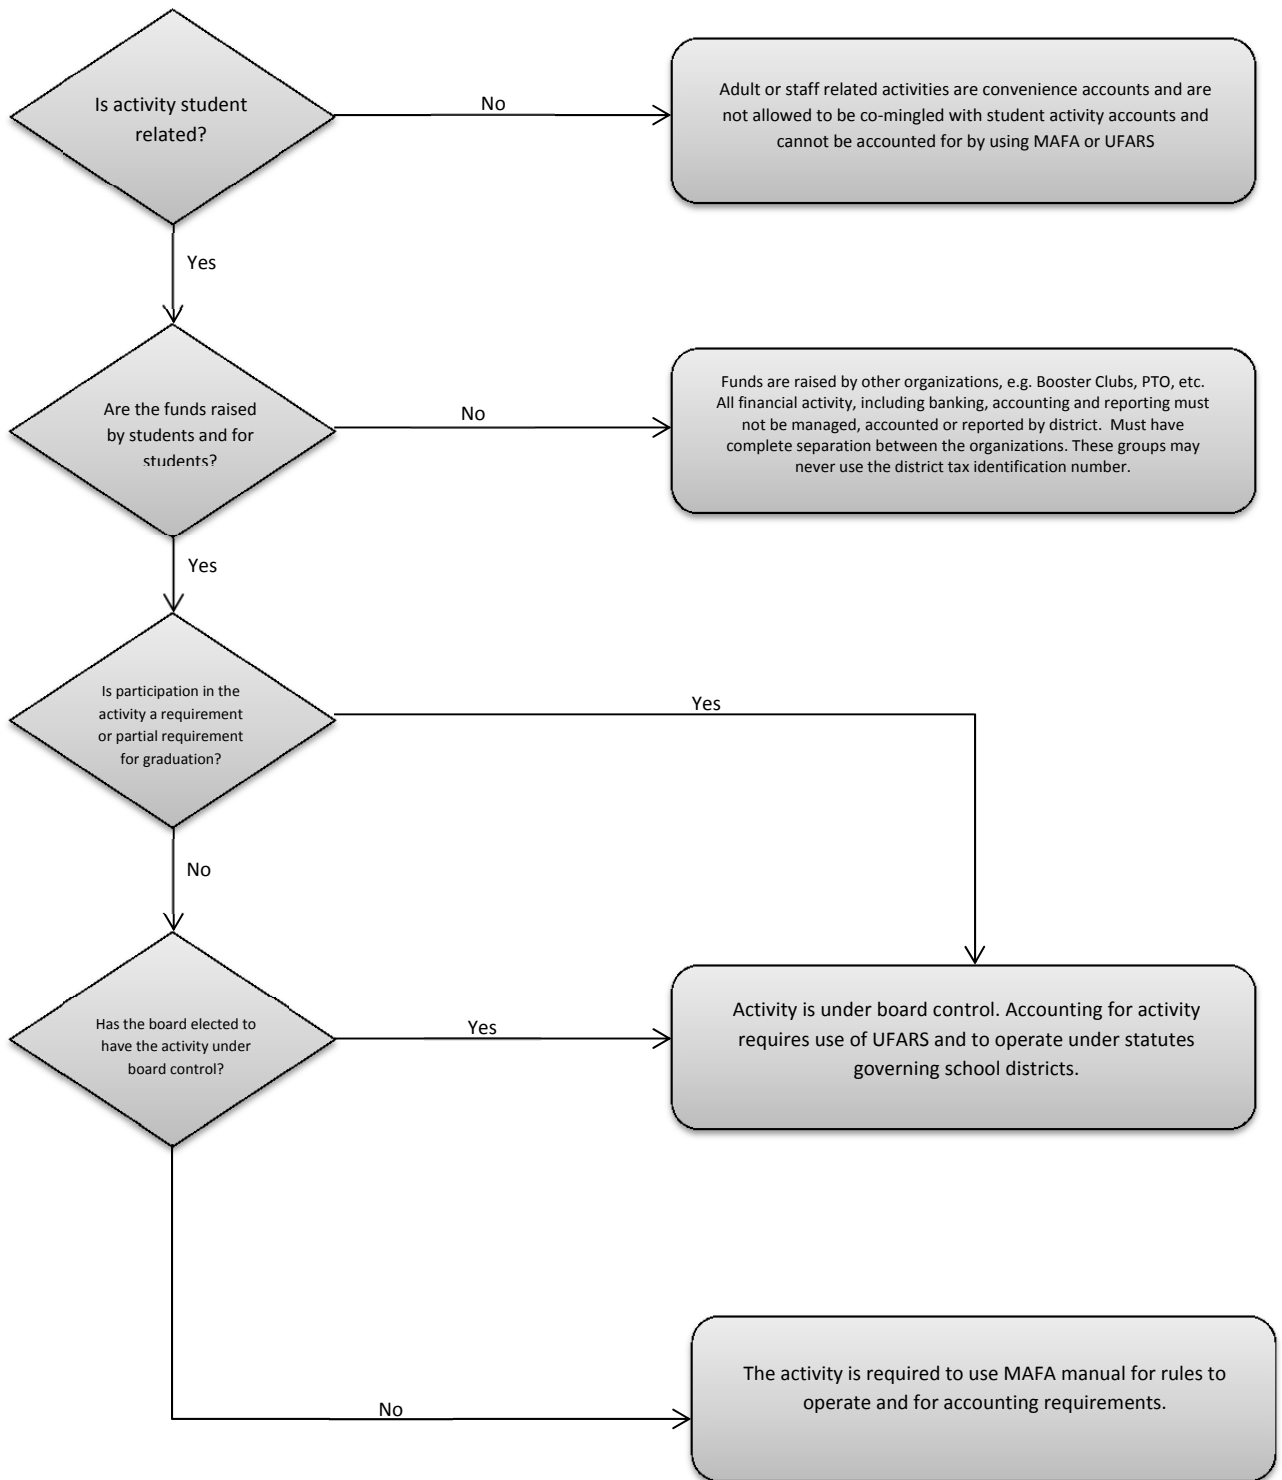 Is activity student
related?
No
Adult or staff related activities are convenience accounts and are
not allowed to be co-mingled with student activity accounts and
cannot be accounted for by using MAFA or UFARS
Yes
Are the funds raised
by students and for
students?
No
Funds are raised by other organizations, e.g. Booster Clubs, PTO, etc.
All financial activity, including banking, accounting and reporting must
not be managed, accounted or reported by district.  Must have
complete separation between the organizations. These groups may
never use the district tax identification number.
Yes
Is participation in the
activity a requirement
or partial requirement
for graduation?
Yes
No
Has the board elected to
have the activity under
board control?
Yes
Activity is under board control. Accounting for activity
requires use of UFARS and to operate under statutes
governing school districts.
No
The activity is required to use MAFA manual for rules to
operate and for accounting requirements.